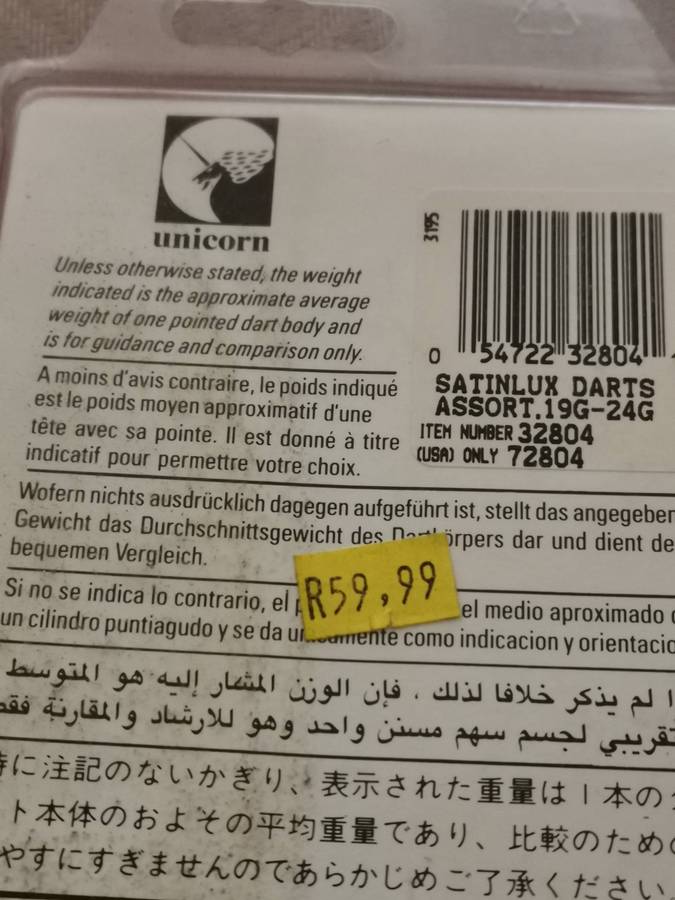 unicorn
Unless otherwise stated, the weight
indicated is the approximate average
weight of one pointed dart body and
is for guidance and comparison only.
3195
0 54722 32804
SATINLUX DARTS
ASSORT.19G-24G
ITEM NUMBER 32804
(USA) ONLY 72804
A moins d'avis contraire, le poids indiqué
est le poids moyen approximatif d'une
tête avec sa pointe. Il est donné à titre
indicatif pour permettre votre choix.
Wofern nichts ausdrücklich dagegen aufgeführt ist, stellt das angegeben
Gewicht das Durchschnittsgewicht des dar und dient de
bequemen Vergleich.
R59,99
Si no se indica lo contrario, el el medio aproximado
un cilindro puntiagudo y se da como indicacion y orientacio
لم يذكر خلافا لذلك ، فإن الوزن المشار إليه هو المتوسط
تقريبي لجسم سهم مسنن واحد وهو للارشاد والمقارنة فقط
特に注記のないかぎり、表示された重量は1本の
ト本体のおよその平均重量であり、比較のための
やすにすぎませんのであらかじめご了承ください